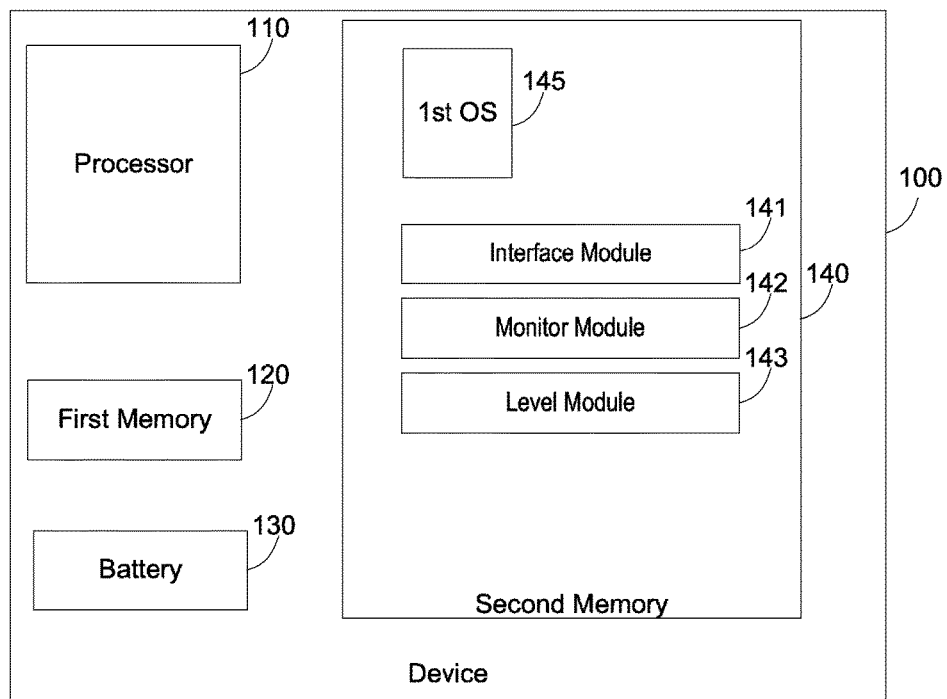 110
Processor
1st OS
145
100
141
Interface Module
142
140
Monitor Module
143
Level Module
120
First Memory
130
Battery
Second Memory
Device